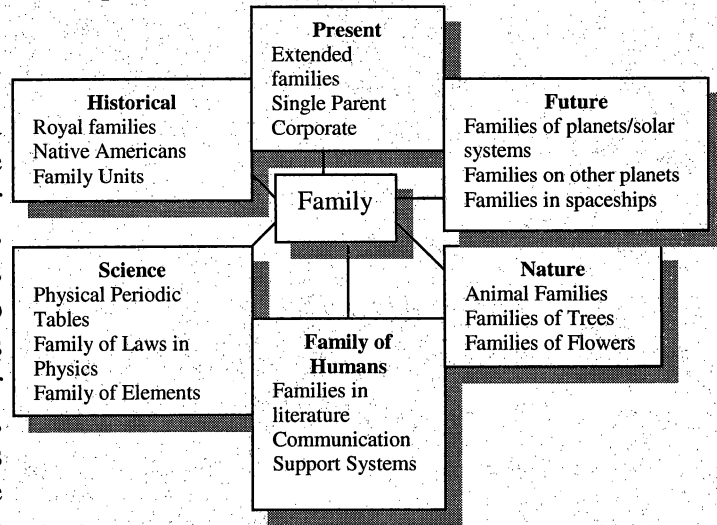 Present
Extended
families
Single Parent
Corporate
Historical
Royal families
Native Americans
Family Units
Future
Families of planets/solar
systems
Families on other planets
Families in spaceships
Family
Science
Physical Periodic
Tables
Family of Laws in
Physics
Family of Elements
Family of
Humans
Families in
literature
Communication
Support Systems
Nature
Animal Families
Families of Trees
Families of Flowers